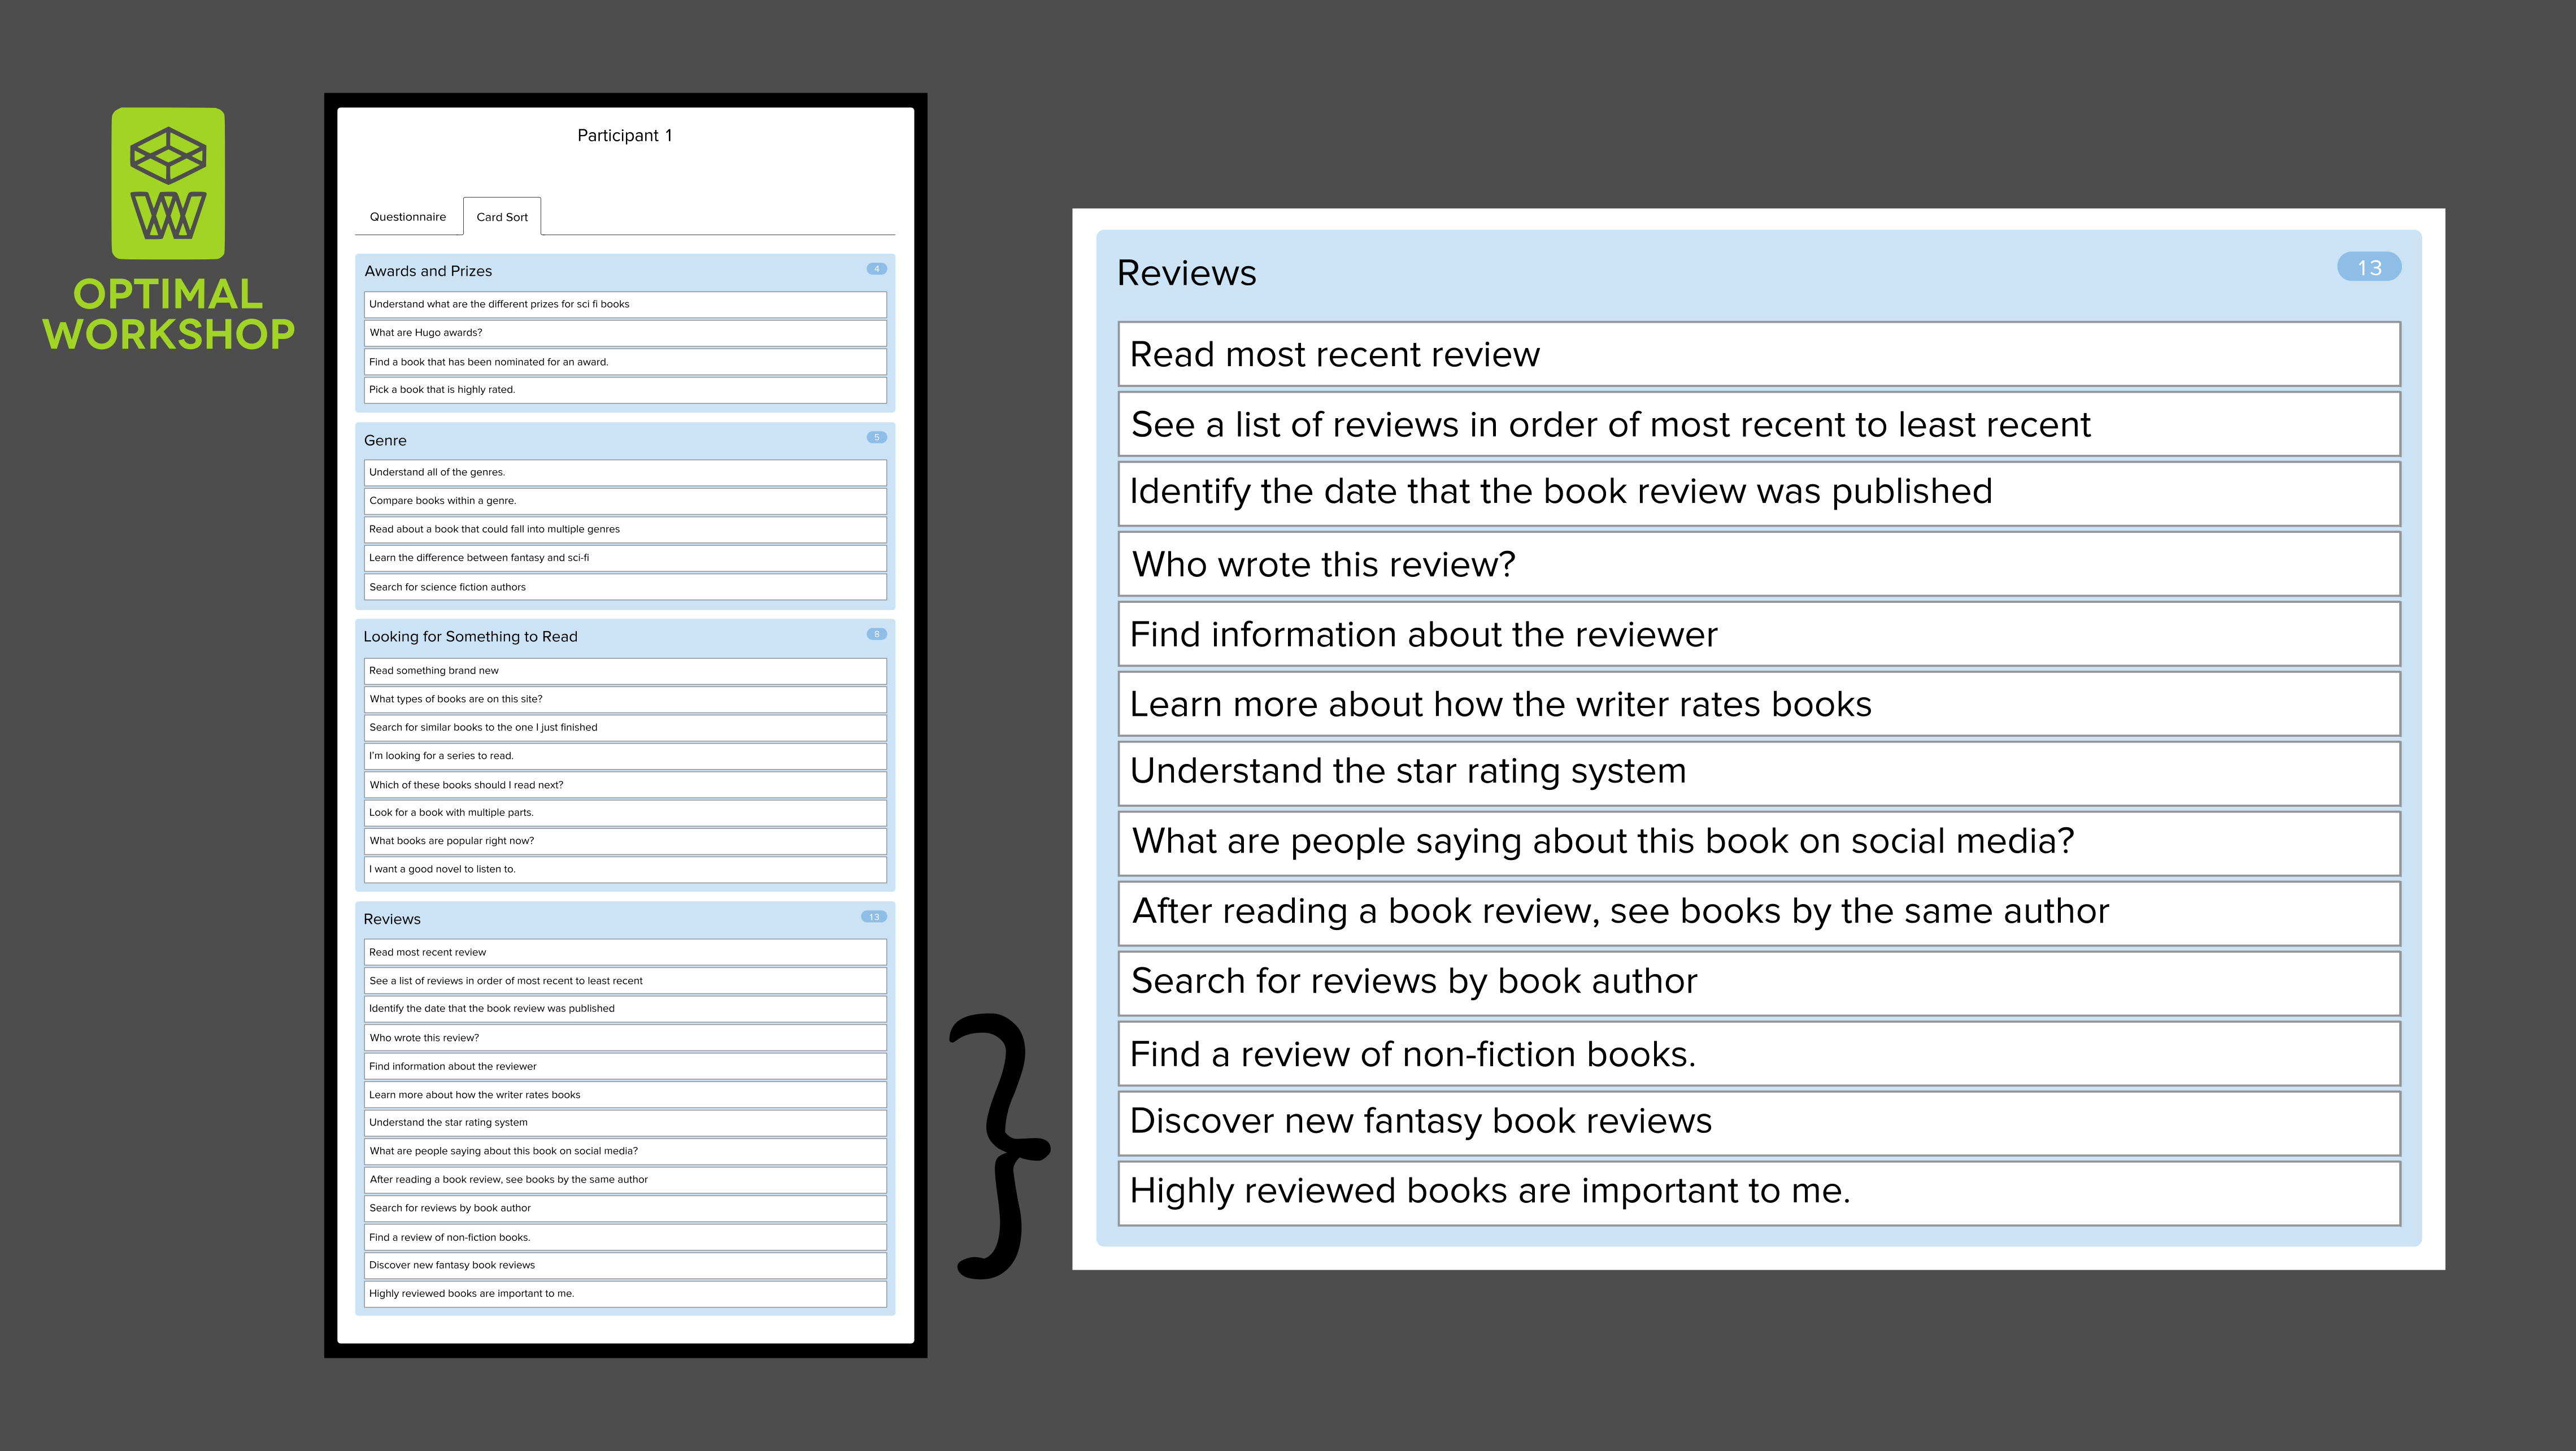 OPTIMAL
WORKSHOP
Participant 1
Questionnaire
Card Sort
Awards and Prizes
4
Understand what are the different prizes for sci fi books
What are Hugo awards?
Find a book that has been nominated for an award.
Pick a book that is highly rated.
Genre
5
Understand all of the genres.
Compare books within a genre.
Read about a book that could fall into multiple genres
Learn the difference between fantasy and sci-fi
Search for science fiction authors
Looking for Something to Read
8
Read something brand new
What types of books are on this site?
Search for similar books to the one I just finished
I'm looking for a series to read.
Which of these books should I read next?
Look for a book with multiple parts.
What books are popular right now?
I want a good novel to listen to.
Reviews
13
Read most recent review
See a list of reviews in order of most recent to least recent
Identify the date that the book review was published
Who wrote this review?
Find information about the reviewer
Learn more about how the writer rates books
Understand the star rating system
What are people saying about this book on social media?
After reading a book review, see books by the same author
Search for reviews by book author
Find a review of non-fiction books.
Discover new fantasy book reviews
Highly reviewed books are important to me.
Reviews
13
Read most recent review
See a list of reviews in order of most recent to least recent
Identify the date that the book review was published
Who wrote this review?
Find information about the reviewer
Learn more about how the writer rates books
Understand the star rating system
What are people saying about this book on social media?
After reading a book review, see books by the same author
Search for reviews by book author
Find a review of non-fiction books.
Discover new fantasy book reviews
Highly reviewed books are important to me.